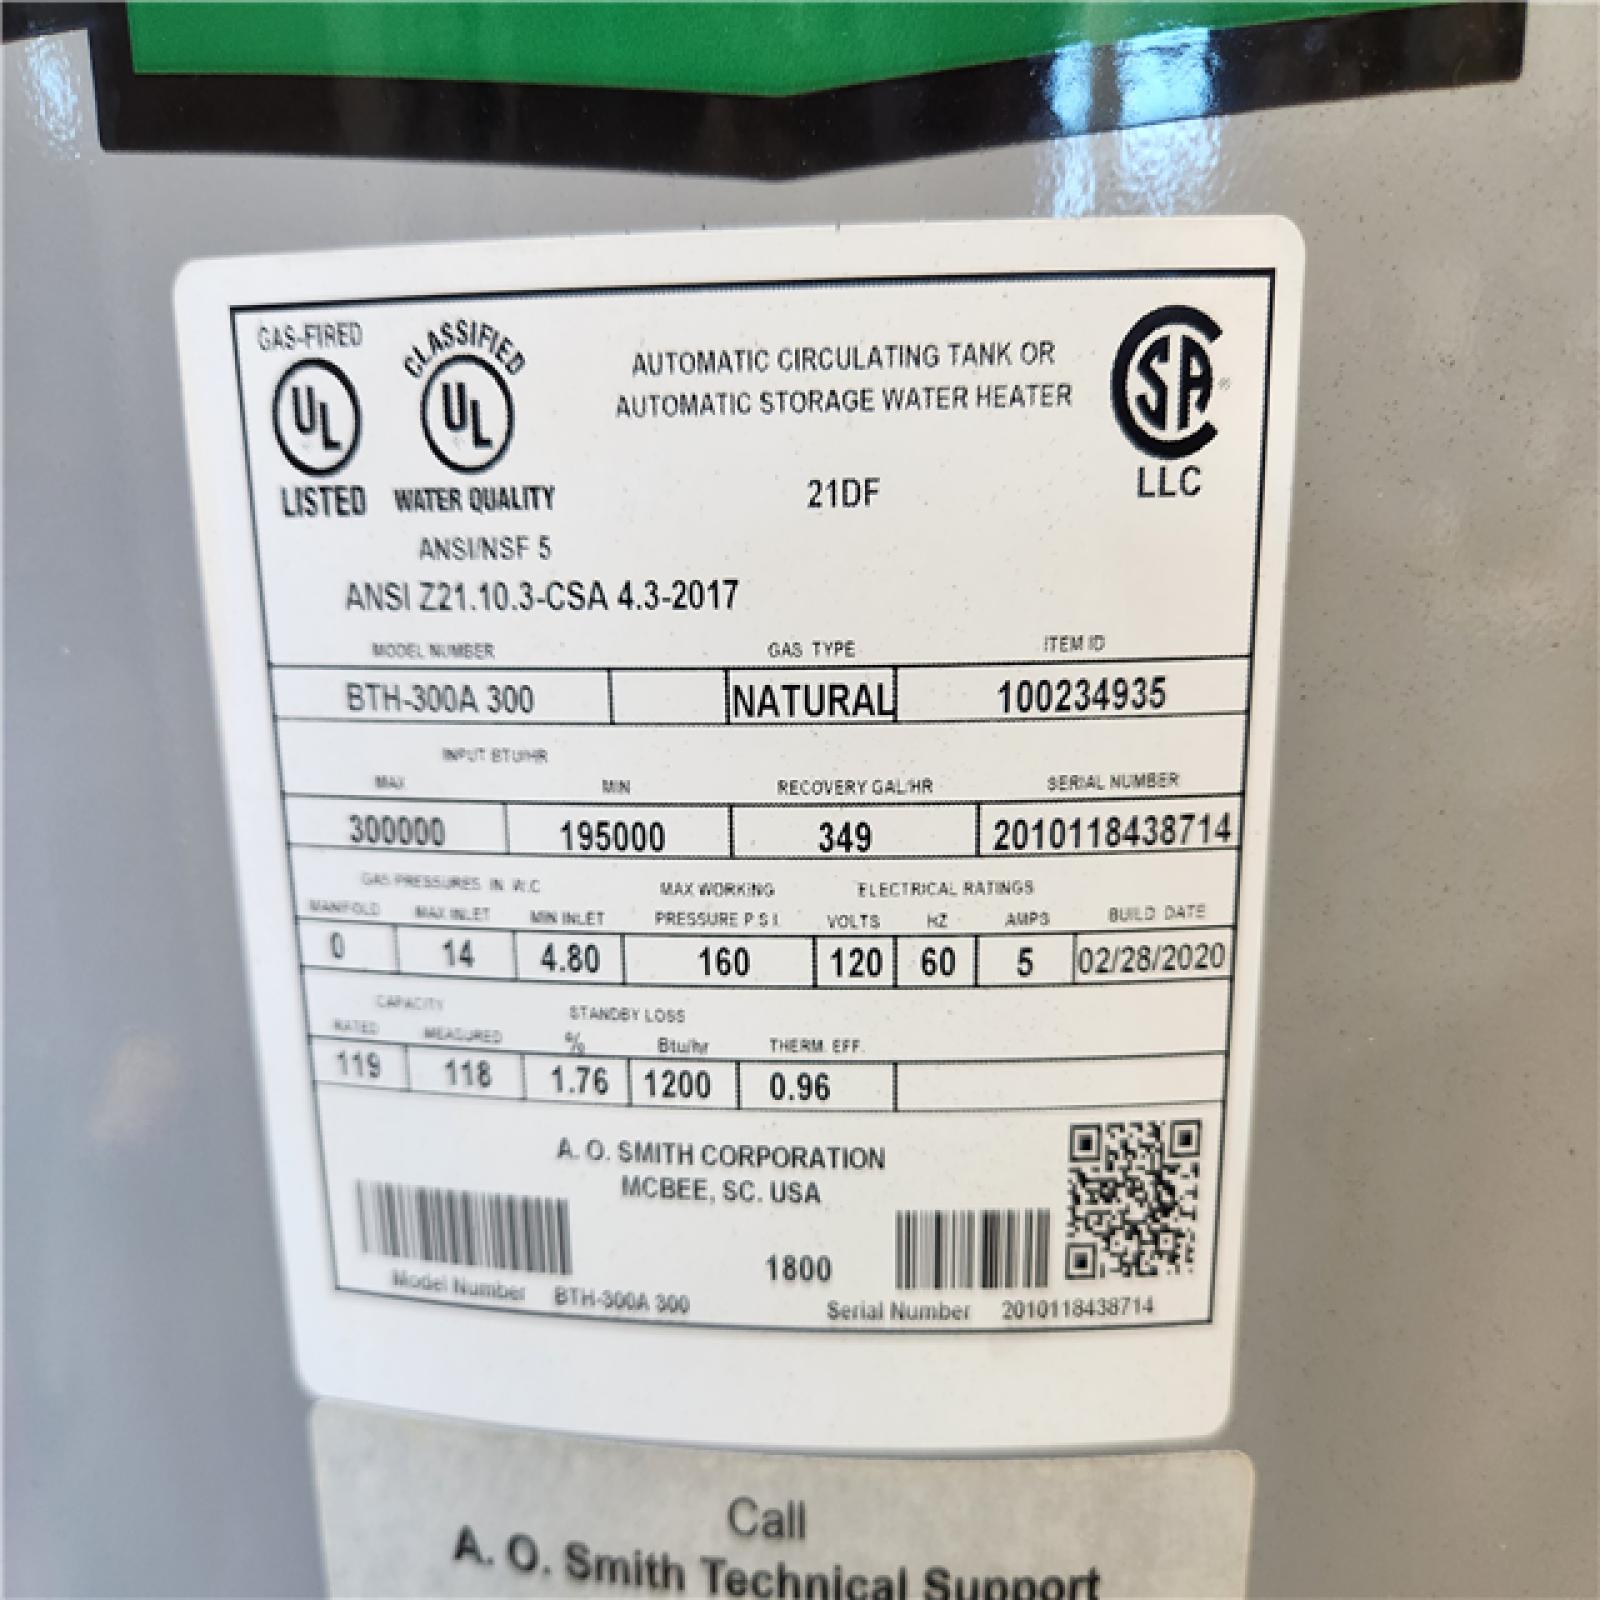 GAS-FIRED
CLASSIFIED
UL
UL
LISTED
WATER QUALITY
ANSI/NSF 5
ANSI Z21.10.3-CSA 4.3-2017
AUTOMATIC CIRCULATING TANK OR
AUTOMATIC STORAGE WATER HEATER
21DF
SA ®
LLC
MODEL NUMBER GAS TYPE ITEM ID
BTH-300A 300 NATURAL 100234935
INPUT BTU/HR
MAX MIN RECOVERY GAL/HR SERIAL NUMBER
300000 195000 349 2010118438714
GAS PRESSURES IN W.C MAX WORKING ELECTRICAL RATINGS
MANIFOLD MAX INLET MIN INLET PRESSURE P.S.I. VOLTS HZ AMPS BUILD DATE
0 14 4.80 160 120 60 5 02/28/2020
CAPACITY STANDBY LOSS
RATED MEASURED % Btu/hr THERM. EFF.
119 118 1.76 1200 0.96
A. O. SMITH CORPORATION
MCBEE, SC. USA
1800
Model Number BTH-300A 300
Serial Number 2010118438714
Call
A. O. Smith Technical Support